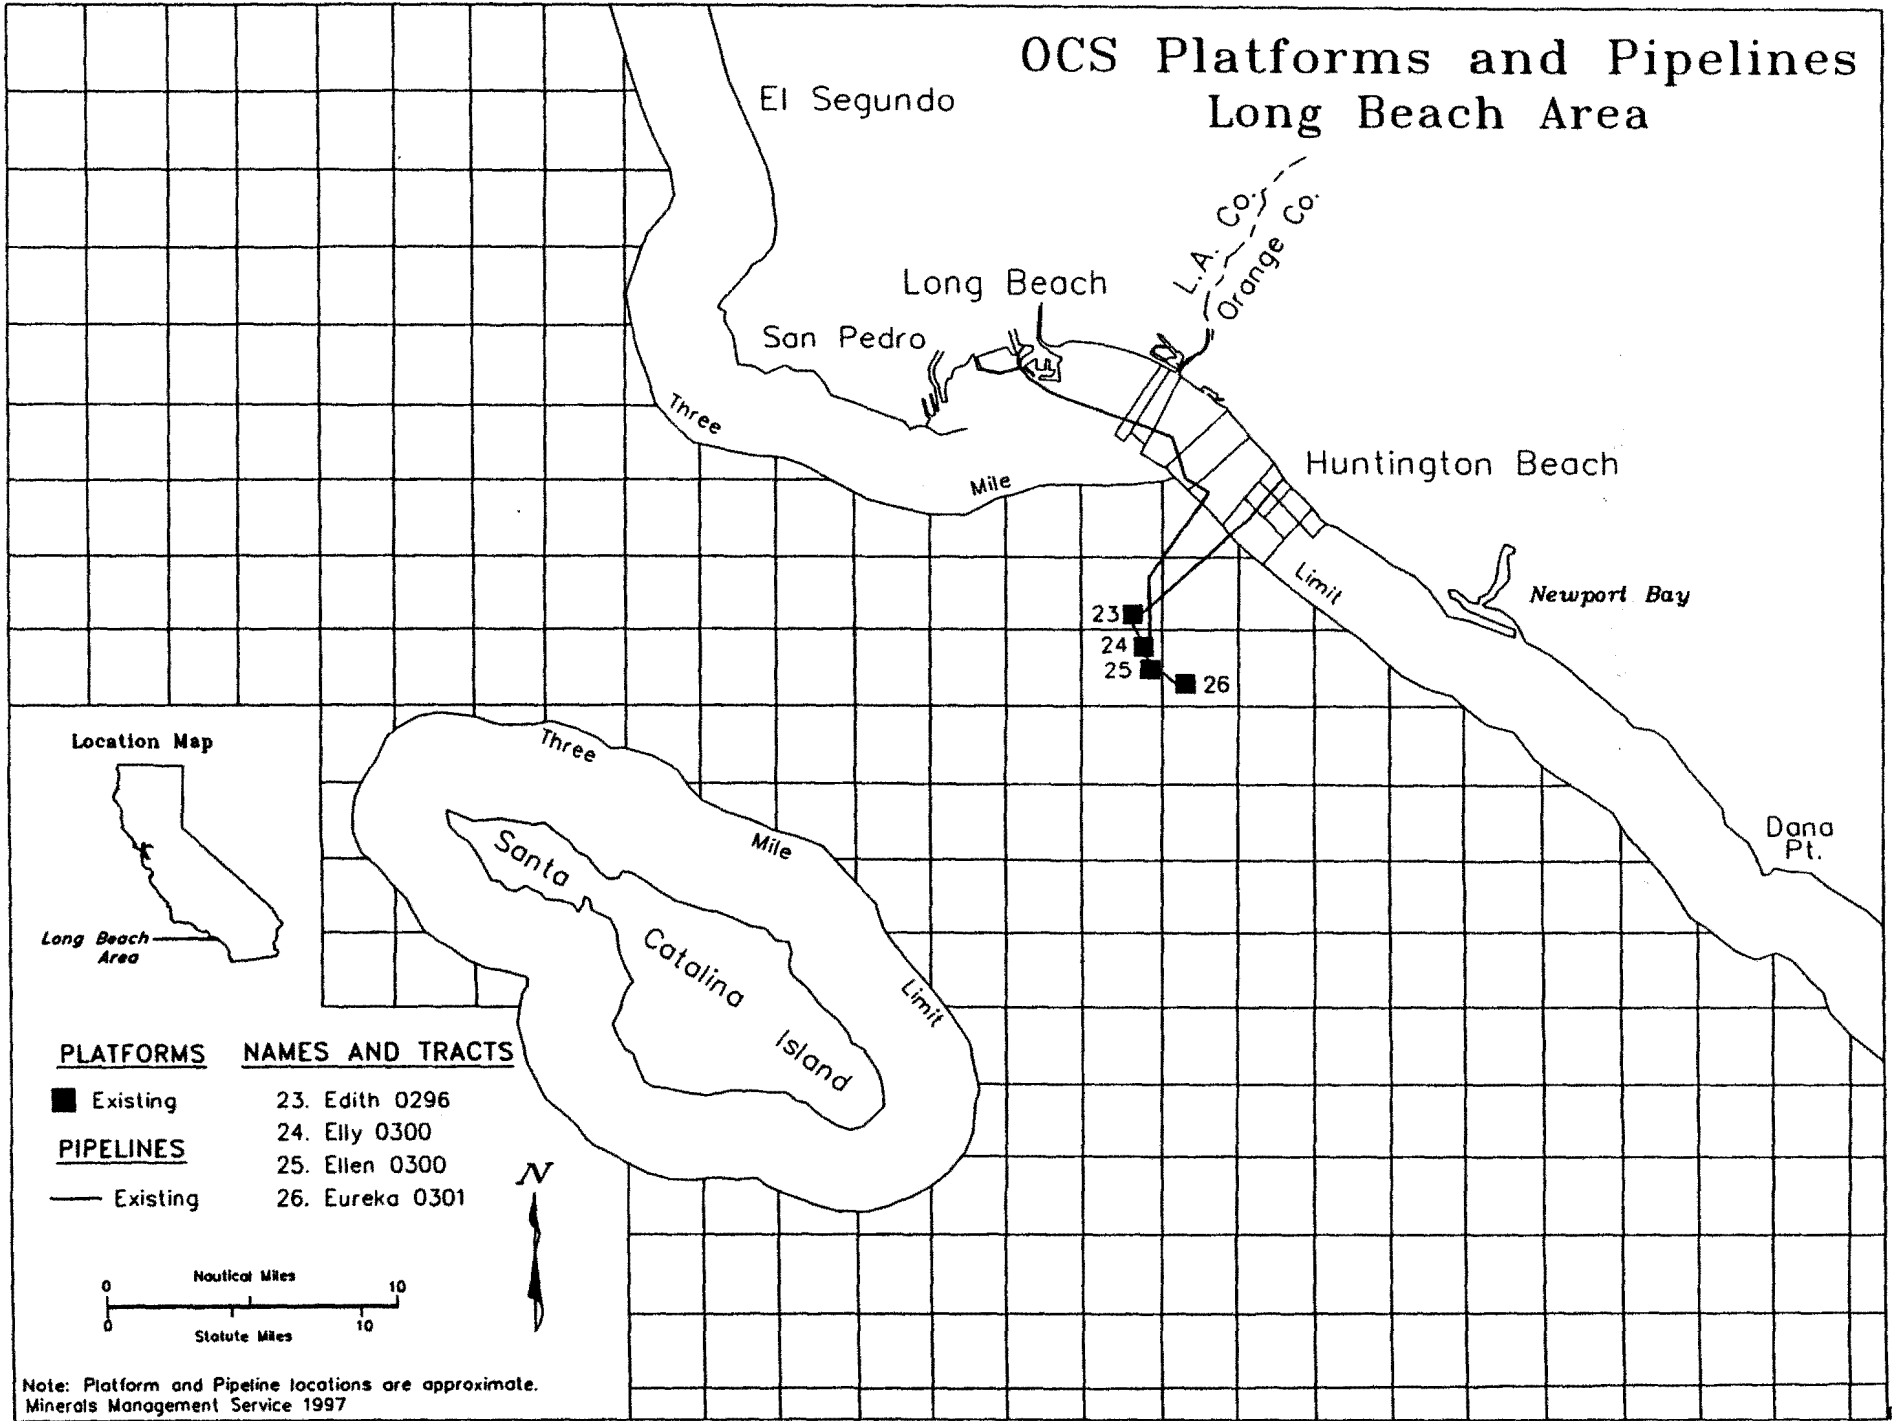 OCS Platforms and Pipelines
Long Beach Area
El Segundo
L.A. Co.
Orange Co.
Long Beach
San Pedro
Three
Mile
Limit
Huntington Beach
Newport Bay
23
24
25
26
Dana
Pt.
Three
Mile
Limit
Santa
Catalina
Island
Location Map
Long Beach
Area
PLATFORMS
Existing
PIPELINES
Existing
NAMES AND TRACTS
23. Edith 0296
24. Elly 0300
25. Ellen 0300
26. Eureka 0301
N
Nautical Miles
0 10
0 10
Statute Miles
Note: Platform and Pipeline locations are approximate.
Minerals Management Service 1997